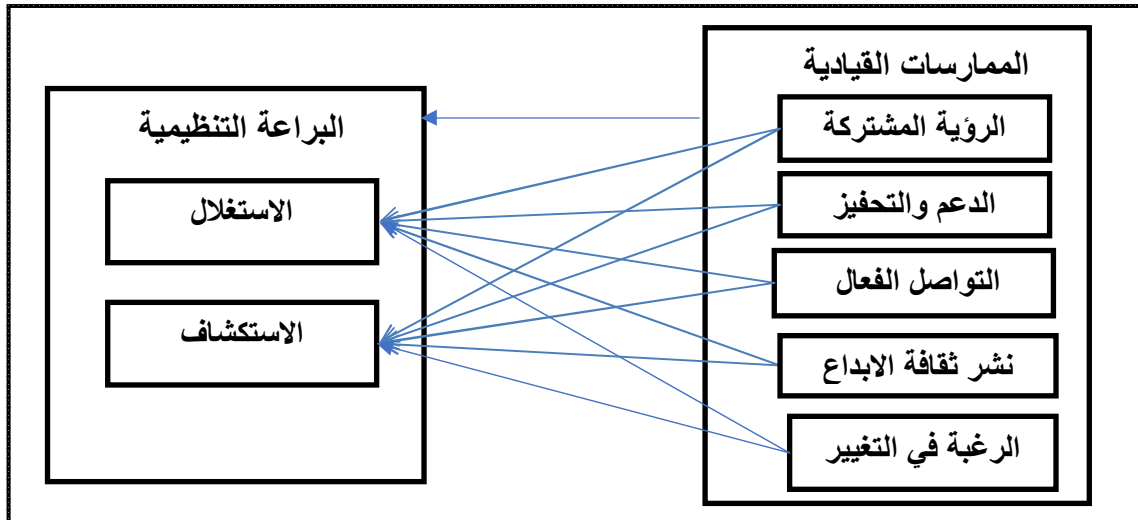 الممارسات القيادية
الرؤية المشتركة
الدعم والتحفيز
التواصل الفعال
نشر ثقافة الابداع
الرغبة في التغيير
البراعة التنظيمية
الاستغلال
الاستكشاف